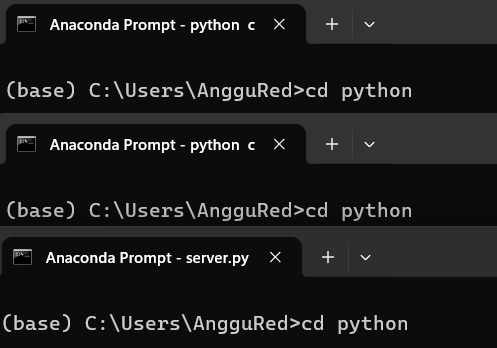 Anaconda Prompt - python c
(base) C:\Users\AngguRed>cd python
Anaconda Prompt - python c
(base) C:\Users\AngguRed>cd python
Anaconda Prompt - server.py
(base) C:\Users\AngguRed>cd python